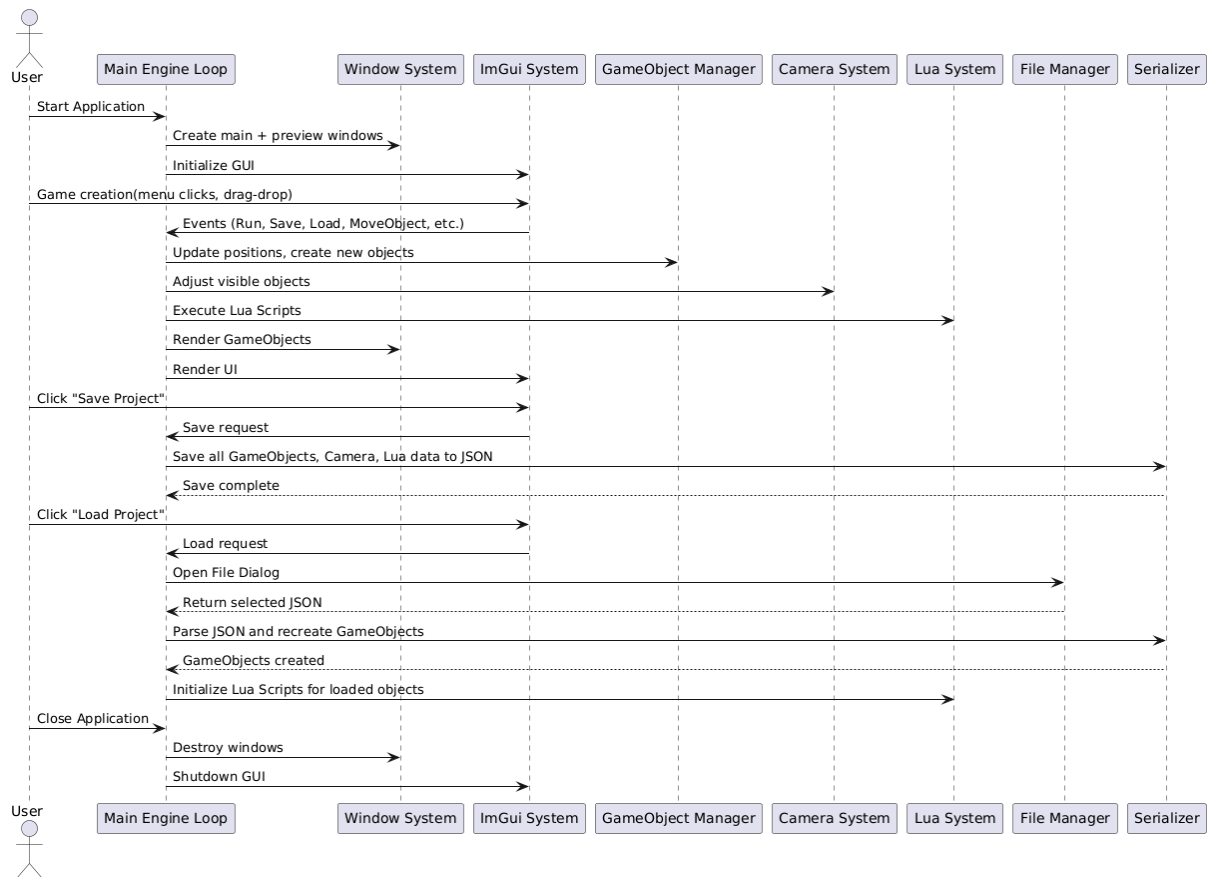 User
Main Engine Loop
Window System
ImGui System
GameObject Manager
Camera System
Lua System
File Manager
Serializer
Start Application
Create main + preview windows
Initialize GUI
Game creation(menu clicks, drag-drop)
Events (Run, Save, Load, MoveObject, etc.)
Update positions, create new objects
Adjust visible objects
Execute Lua Scripts
Render GameObjects
Render UI
Click "Save Project"
Save request
Save all GameObjects, Camera, Lua data to JSON
Save complete
Click "Load Project"
Load request
Open File Dialog
Return selected JSON
Parse JSON and recreate GameObjects
GameObjects created
Initialize Lua Scripts for loaded objects
Close Application
Destroy windows
Shutdown GUI
User
Main Engine Loop
Window System
ImGui System
GameObject Manager
Camera System
Lua System
File Manager
Serializer